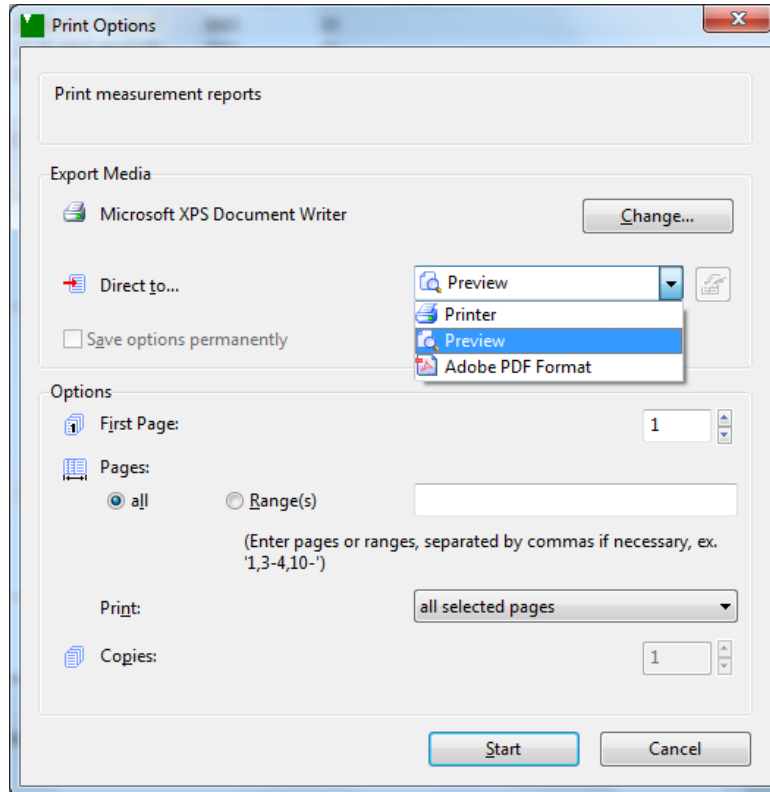 Print Options
Print measurement reports
Export Media
Microsoft XPS Document Writer
Change...
Direct to...
Preview
Printer
Preview
Adobe PDF Format
Save options permanently
Options
First Page:
1
Pages:
all
Range(s)
(Enter pages or ranges, separated by commas if necessary, ex.
'1,3-4,10-')
Print:
all selected pages
Copies:
1
Start
Cancel